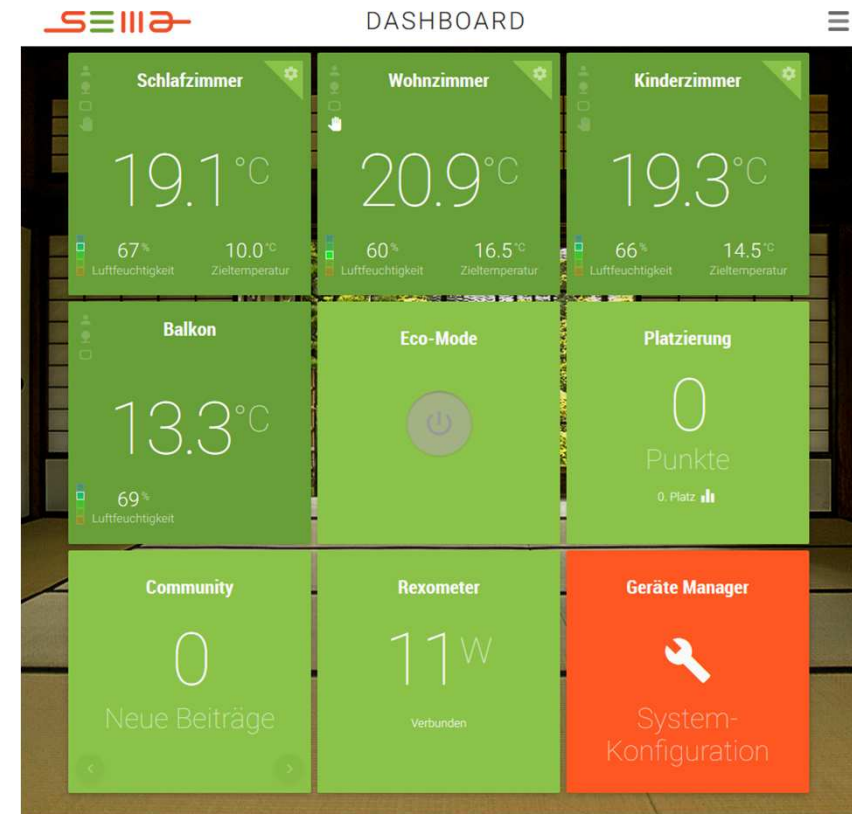 SEMA
DASHBOARD
Schlafzimmer
19.1°C
67%
10.0°C
Luftfeuchtigkeit
Zieltemperatur
Wohnzimmer
20.9°C
60%
16.5°C
Luftfeuchtigkeit
Zieltemperatur
Kinderzimmer
19.3°C
66%
14.5°C
Luftfeuchtigkeit
Zieltemperatur
Balkon
13.3°C
69%
Luftfeuchtigkeit
Eco-Mode
Platzierung
0
Punkte
0. Platz
Community
0
Neue Beiträge
Rexometer
11 W
Verbunden
Geräte Manager
System-
Konfiguration